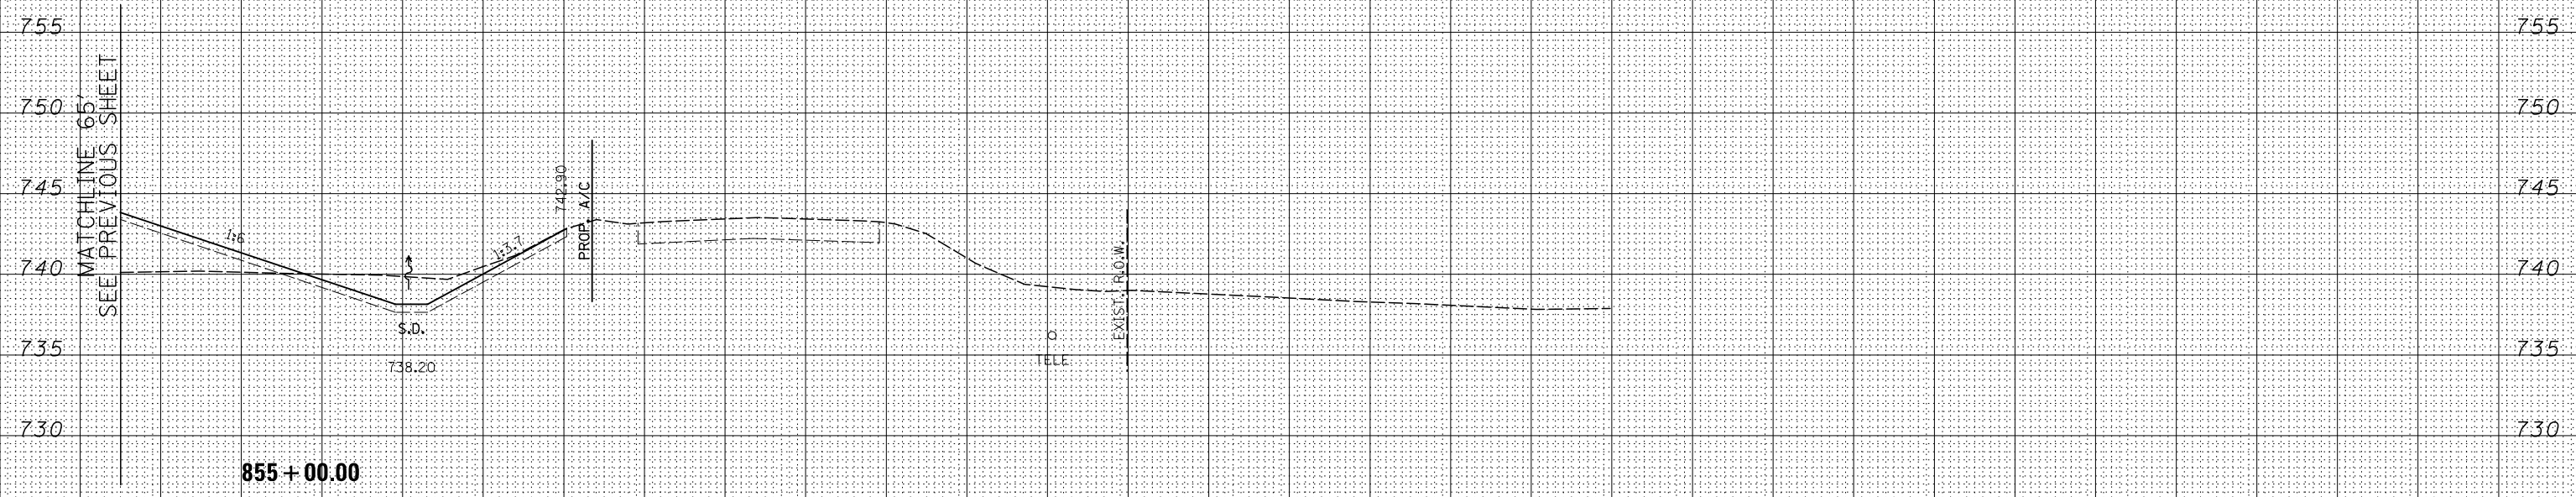 755
755
750
750
745
745
740
740
735
735
730
730
MATCHLINE 65'
SEE PREVIOUS SHEET
1:6
S.D.
738.20
1:3.7
742.90
PROP. A/C
TELE
EXIST. R.O.W.
855+00.00